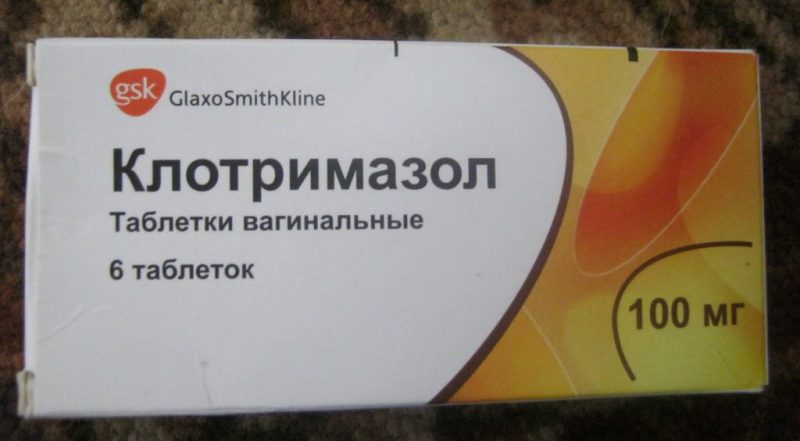 gsk GlaxoSmithKline
Клотримазол
Таблетки вагинальные
6 таблеток
100 мг